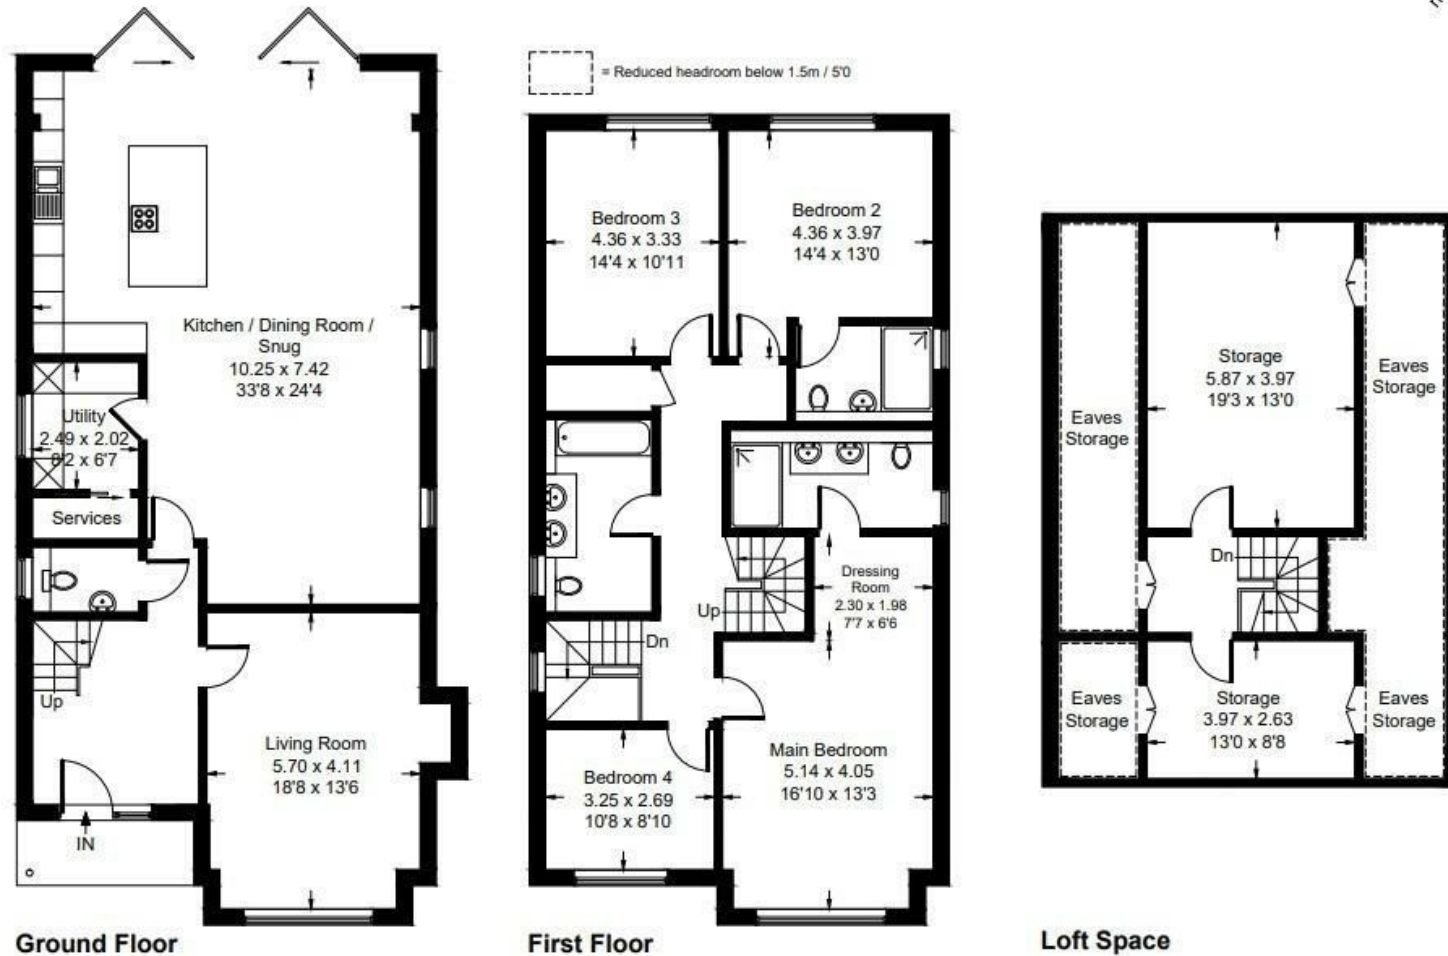 = Reduced headroom below 1.5m / 5'0
Kitchen / Dining Room /
Snug
10.25 x 7.42
33'8 x 24'4
Utility
2.49 x 2.02
8'2 x 6'7
Services
Up
IN
Living Room
5.70 x 4.11
18'8 x 13'6
Ground Floor
Bedroom 3
4.36 x 3.33
14'4 x 10'11
Bedroom 2
4.36 x 3.97
14'4 x 13'0
Dressing
Room
2.30 x 1.98
7'7 x 6'6
Up
Dn
Bedroom 4
3.25 x 2.69
10'8 x 8'10
Main Bedroom
5.14 x 4.05
16'10 x 13'3
First Floor
Eaves
Storage
Storage
5.87 x 3.97
19'3 x 13'0
Eaves
Storage
Dn
Eaves
Storage
Storage
3.97 x 2.63
13'0 x 8'8
Eaves
Storage
Loft Space